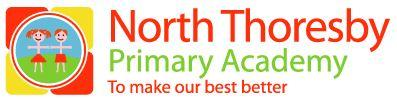 North Thoresby
Primary Academy
To make our best better